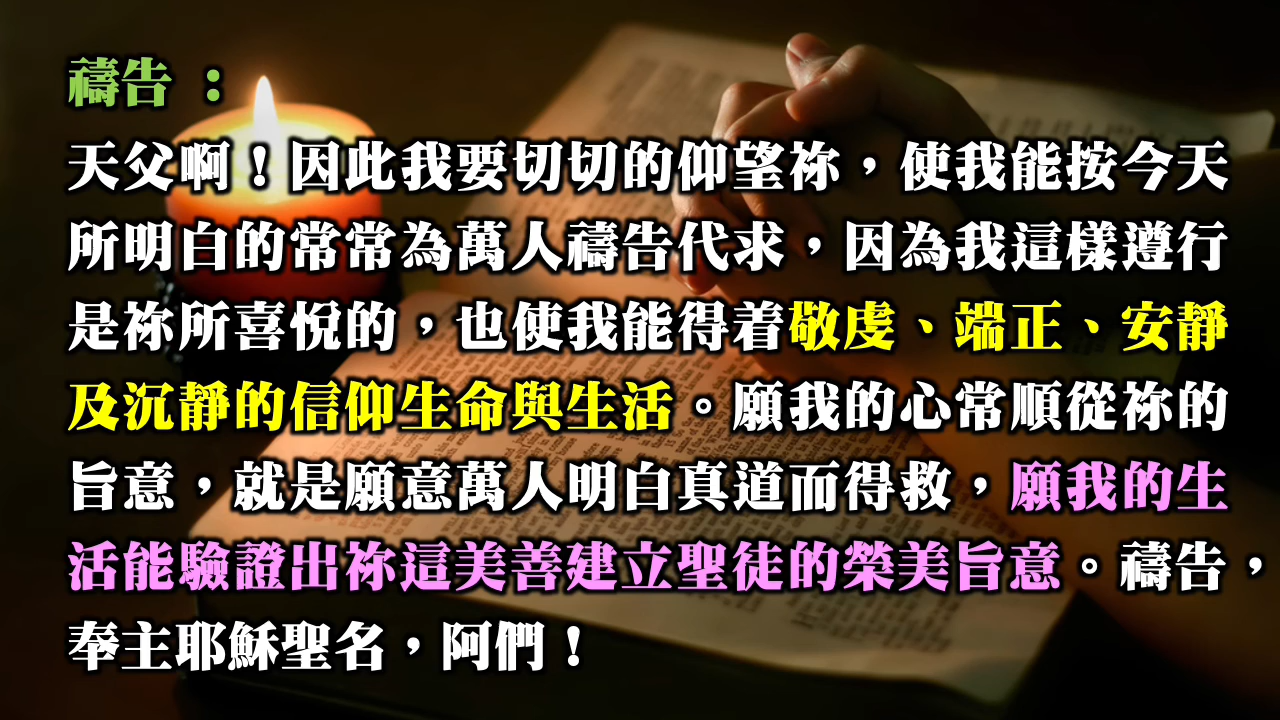 禱告 ：
天父啊！因此我要切切的仰望祢，使我能按今天
所明白的常常為萬人禱告代求，因為我這樣遵行
是祢所喜悅的，也使我能得着敬虔、端正、安靜
及沉靜的信仰生命與生活。願我的心常順從祢的
旨意，就是願意萬人明白真道而得救，願我的生
活能驗證出祢這美善建立聖徒的榮美旨意。禱告，
奉主耶穌聖名，阿們！